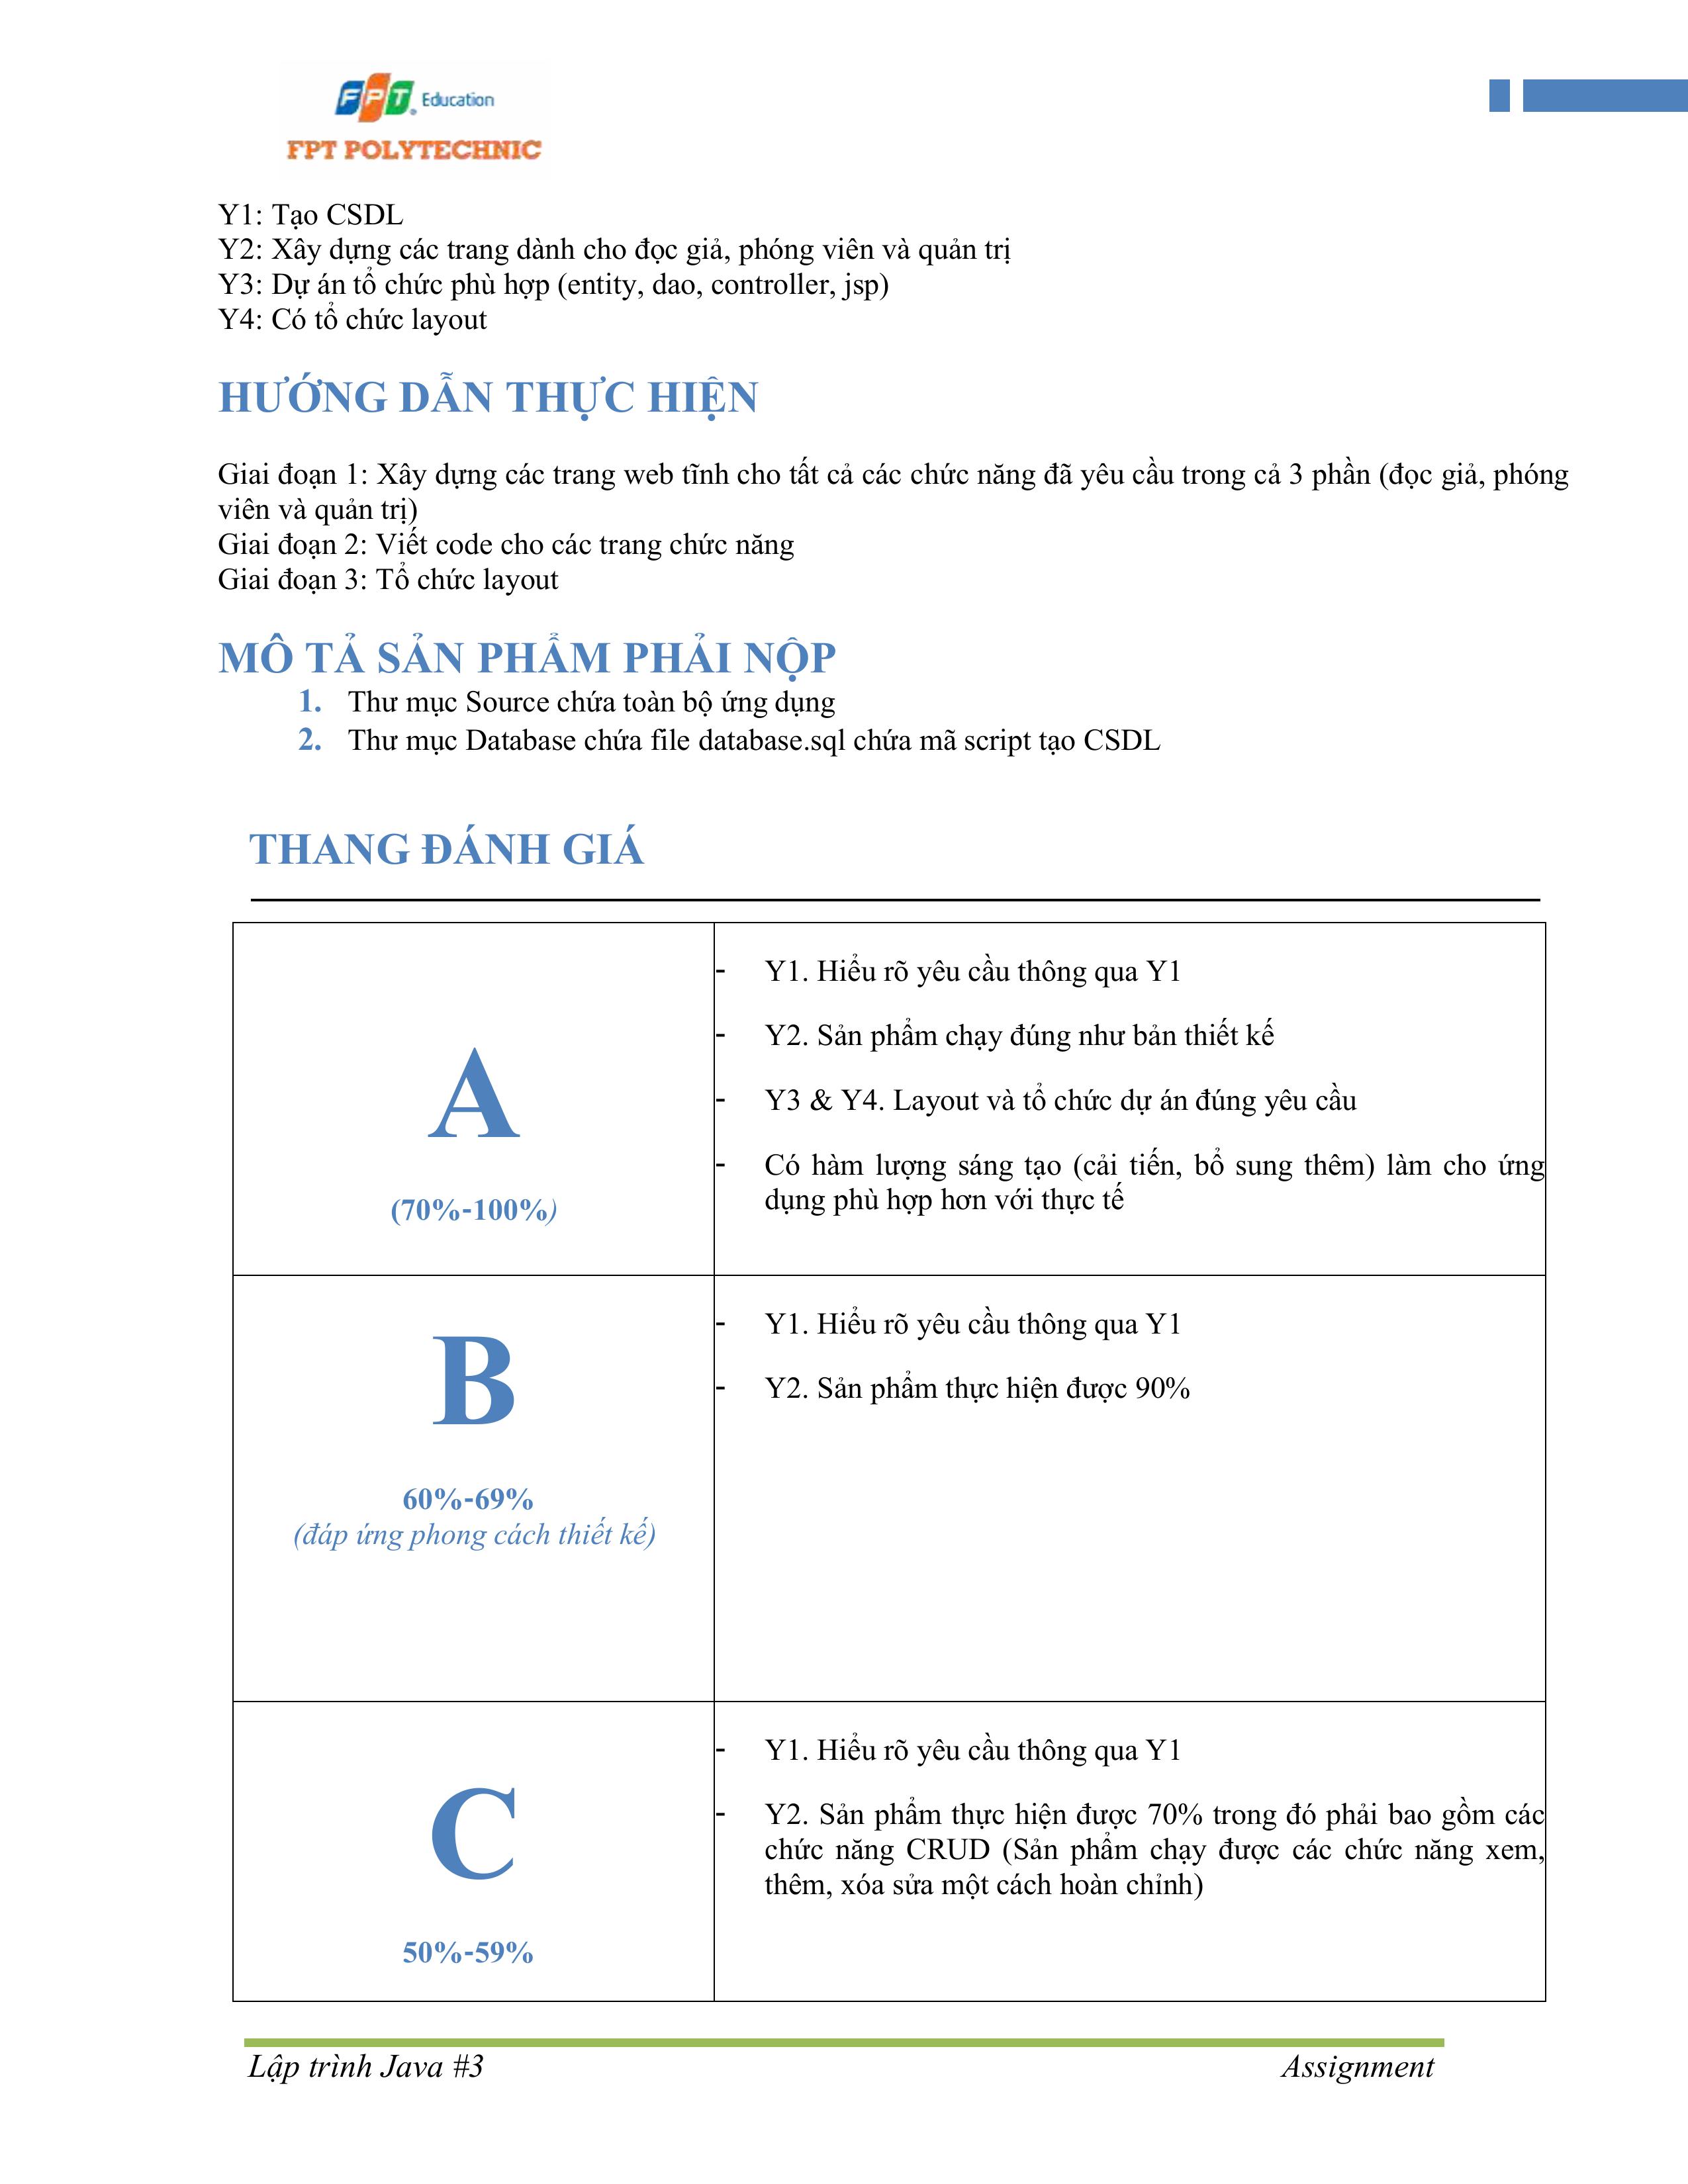 FPT Education
FPT POLYTECHNIC
Y1: Tạo CSDL
Y2: Xây dựng các trang dành cho đọc giả, phóng viên và quản trị
Y3: Dự án tổ chức phù hợp (entity, dao, controller, jsp)
Y4: Có tổ chức layout
HƯỚNG DẪN THỰC HIỆN
Giai đoạn 1: Xây dựng các trang web tĩnh cho tất cả các chức năng đã yêu cầu trong cả 3 phần (đọc giả, phóng
viên và quản trị)
Giai đoạn 2: Viết code cho các trang chức năng
Giai đoạn 3: Tổ chức layout
MÔ TẢ SẢN PHẨM PHẢI NỘP
1. Thư mục Source chứa toàn bộ ứng dụng
2. Thư mục Database chứa file database.sql chứa mã script tạo CSDL
THANG ĐÁNH GIÁ
A
(70%-100%)
- Y1. Hiểu rõ yêu cầu thông qua Y1
- Y2. Sản phẩm chạy đúng như bản thiết kế
- Y3 & Y4. Layout và tổ chức dự án đúng yêu cầu
- Có hàm lượng sáng tạo (cải tiến, bổ sung thêm) làm cho ứng
dụng phù hợp hơn với thực tế
B
60%-69%
(đáp ứng phong cách thiết kế)
- Y1. Hiểu rõ yêu cầu thông qua Y1
- Y2. Sản phẩm thực hiện được 90%
C
50%-59%
- Y1. Hiểu rõ yêu cầu thông qua Y1
- Y2. Sản phẩm thực hiện được 70% trong đó phải bao gồm các
chức năng CRUD (Sản phẩm chạy được các chức năng xem,
thêm, xóa sửa một cách hoàn chỉnh)
Lập trình Java #3 Assignment